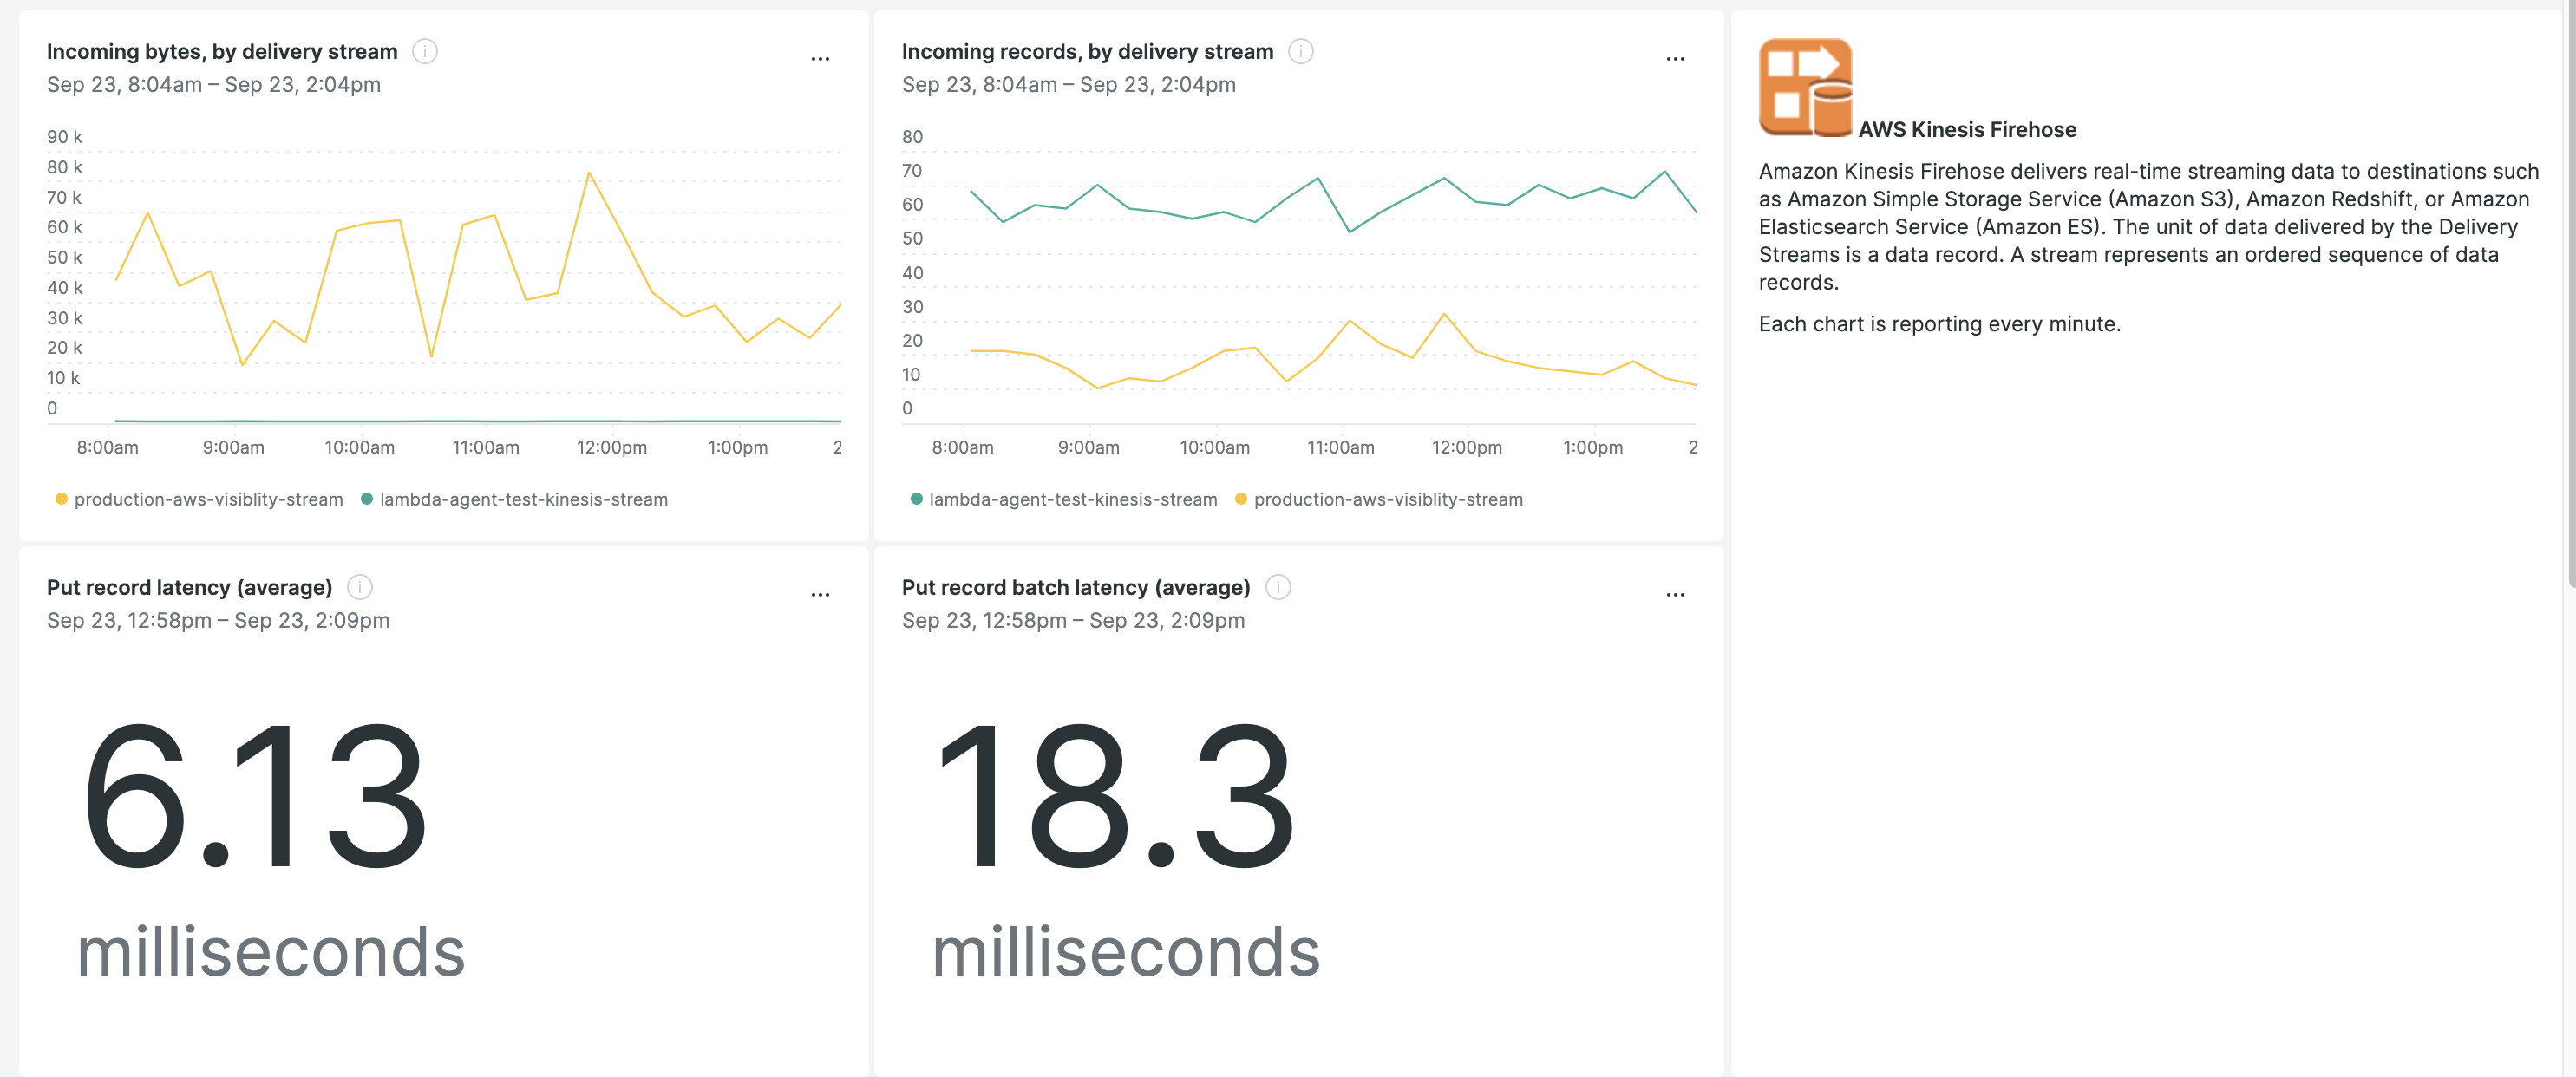 Incoming bytes, by delivery stream
Sep 23, 8:04am – Sep 23, 2:04pm
...
90 k
80 k
70 k
60 k
50 k
40 k
30 k
20 k
10 k
0
8:00am 9:00am 10:00am 11:00am 12:00pm 1:00pm 2
production-aws-visiblity-stream lambda-agent-test-kinesis-stream
Incoming records, by delivery stream
Sep 23, 8:04am – Sep 23, 2:04pm
...
80
70
60
50
40
30
20
10
0
8:00am 9:00am 10:00am 11:00am 12:00pm 1:00pm 2
lambda-agent-test-kinesis-stream production-aws-visiblity-stream
AWS Kinesis Firehose
Amazon Kinesis Firehose delivers real-time streaming data to destinations such
as Amazon Simple Storage Service (Amazon S3), Amazon Redshift, or Amazon
Elasticsearch Service (Amazon ES). The unit of data delivered by the Delivery
Streams is a data record. A stream represents an ordered sequence of data
records.
Each chart is reporting every minute.
Put record latency (average)
Sep 23, 12:58pm – Sep 23, 2:09pm
...
6.13
milliseconds
Put record batch latency (average)
Sep 23, 12:58pm – Sep 23, 2:09pm
...
18.3
milliseconds